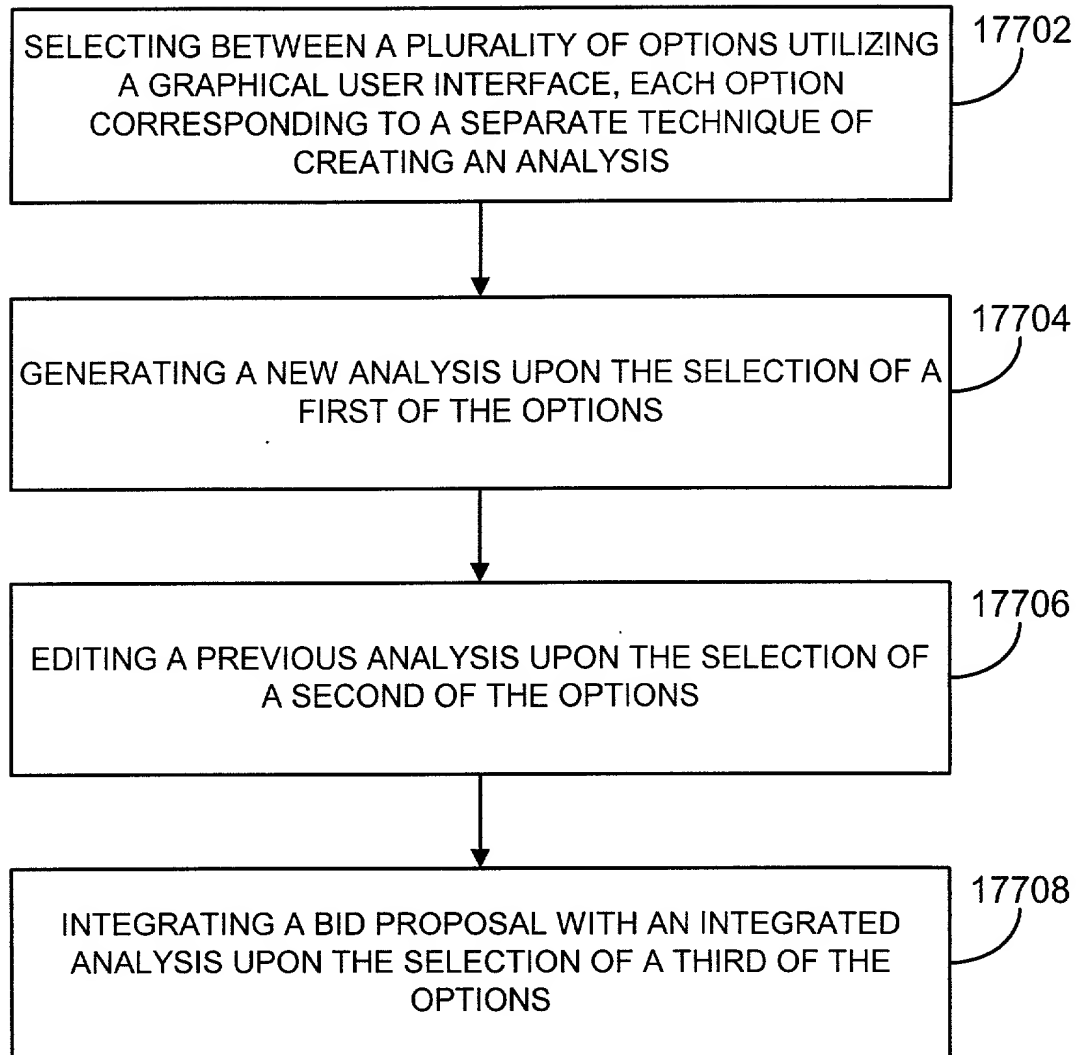 SELECTING BETWEEN A PLURALITY OF OPTIONS UTILIZING
A GRAPHICAL USER INTERFACE, EACH OPTION
CORRESPONDING TO A SEPARATE TECHNIQUE OF
CREATING AN ANALYSIS
17702
GENERATING A NEW ANALYSIS UPON THE SELECTION OF A
FIRST OF THE OPTIONS
17704
EDITING A PREVIOUS ANALYSIS UPON THE SELECTION OF
A SECOND OF THE OPTIONS
17706
INTEGRATING A BID PROPOSAL WITH AN INTEGRATED
ANALYSIS UPON THE SELECTION OF A THIRD OF THE
OPTIONS
17708